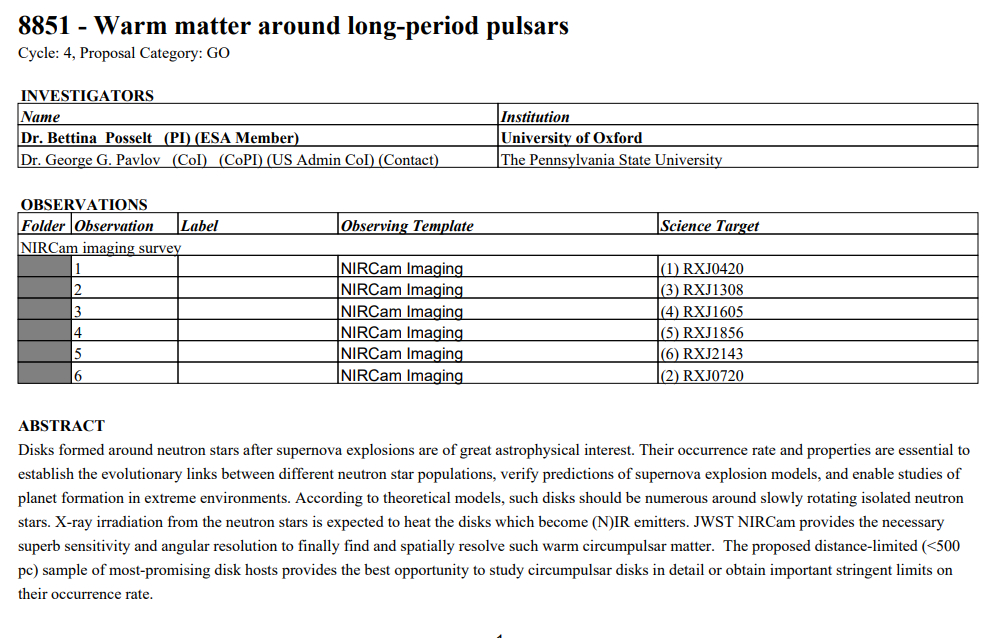 8851 - Warm matter around long-period pulsars
Cycle: 4, Proposal Category: GO
INVESTIGATORS
Name Institution
Dr. Bettina Posselt (PI) (ESA Member) University of Oxford
Dr. George G. Pavlov (CoI) (CoPI) (US Admin CoI) (Contact) The Pennsylvania State University
OBSERVATIONS
Folder Observation Label Observing Template Science Target
NIRCam imaging survey
1 NIRCam Imaging (1) RXJ0420
2 NIRCam Imaging (3) RXJ1308
3 NIRCam Imaging (4) RXJ1605
4 NIRCam Imaging (5) RXJ1856
5 NIRCam Imaging (6) RXJ2143
6 NIRCam Imaging (2) RXJ0720
ABSTRACT
Disks formed around neutron stars after supernova explosions are of great astrophysical interest. Their occurrence rate and properties are essential to
establish the evolutionary links between different neutron star populations, verify predictions of supernova explosion models, and enable studies of
planet formation in extreme environments. According to theoretical models, such disks should be numerous around slowly rotating isolated neutron
stars. X-ray irradiation from the neutron stars is expected to heat the disks which become (N)IR emitters. JWST NIRCam provides the necessary
superb sensitivity and angular resolution to finally find and spatially resolve such warm circumpulsar matter. The proposed distance-limited (<500
pc) sample of most-promising disk hosts provides the best opportunity to study circumpulsar disks in detail or obtain important stringent limits on
their occurrence rate.